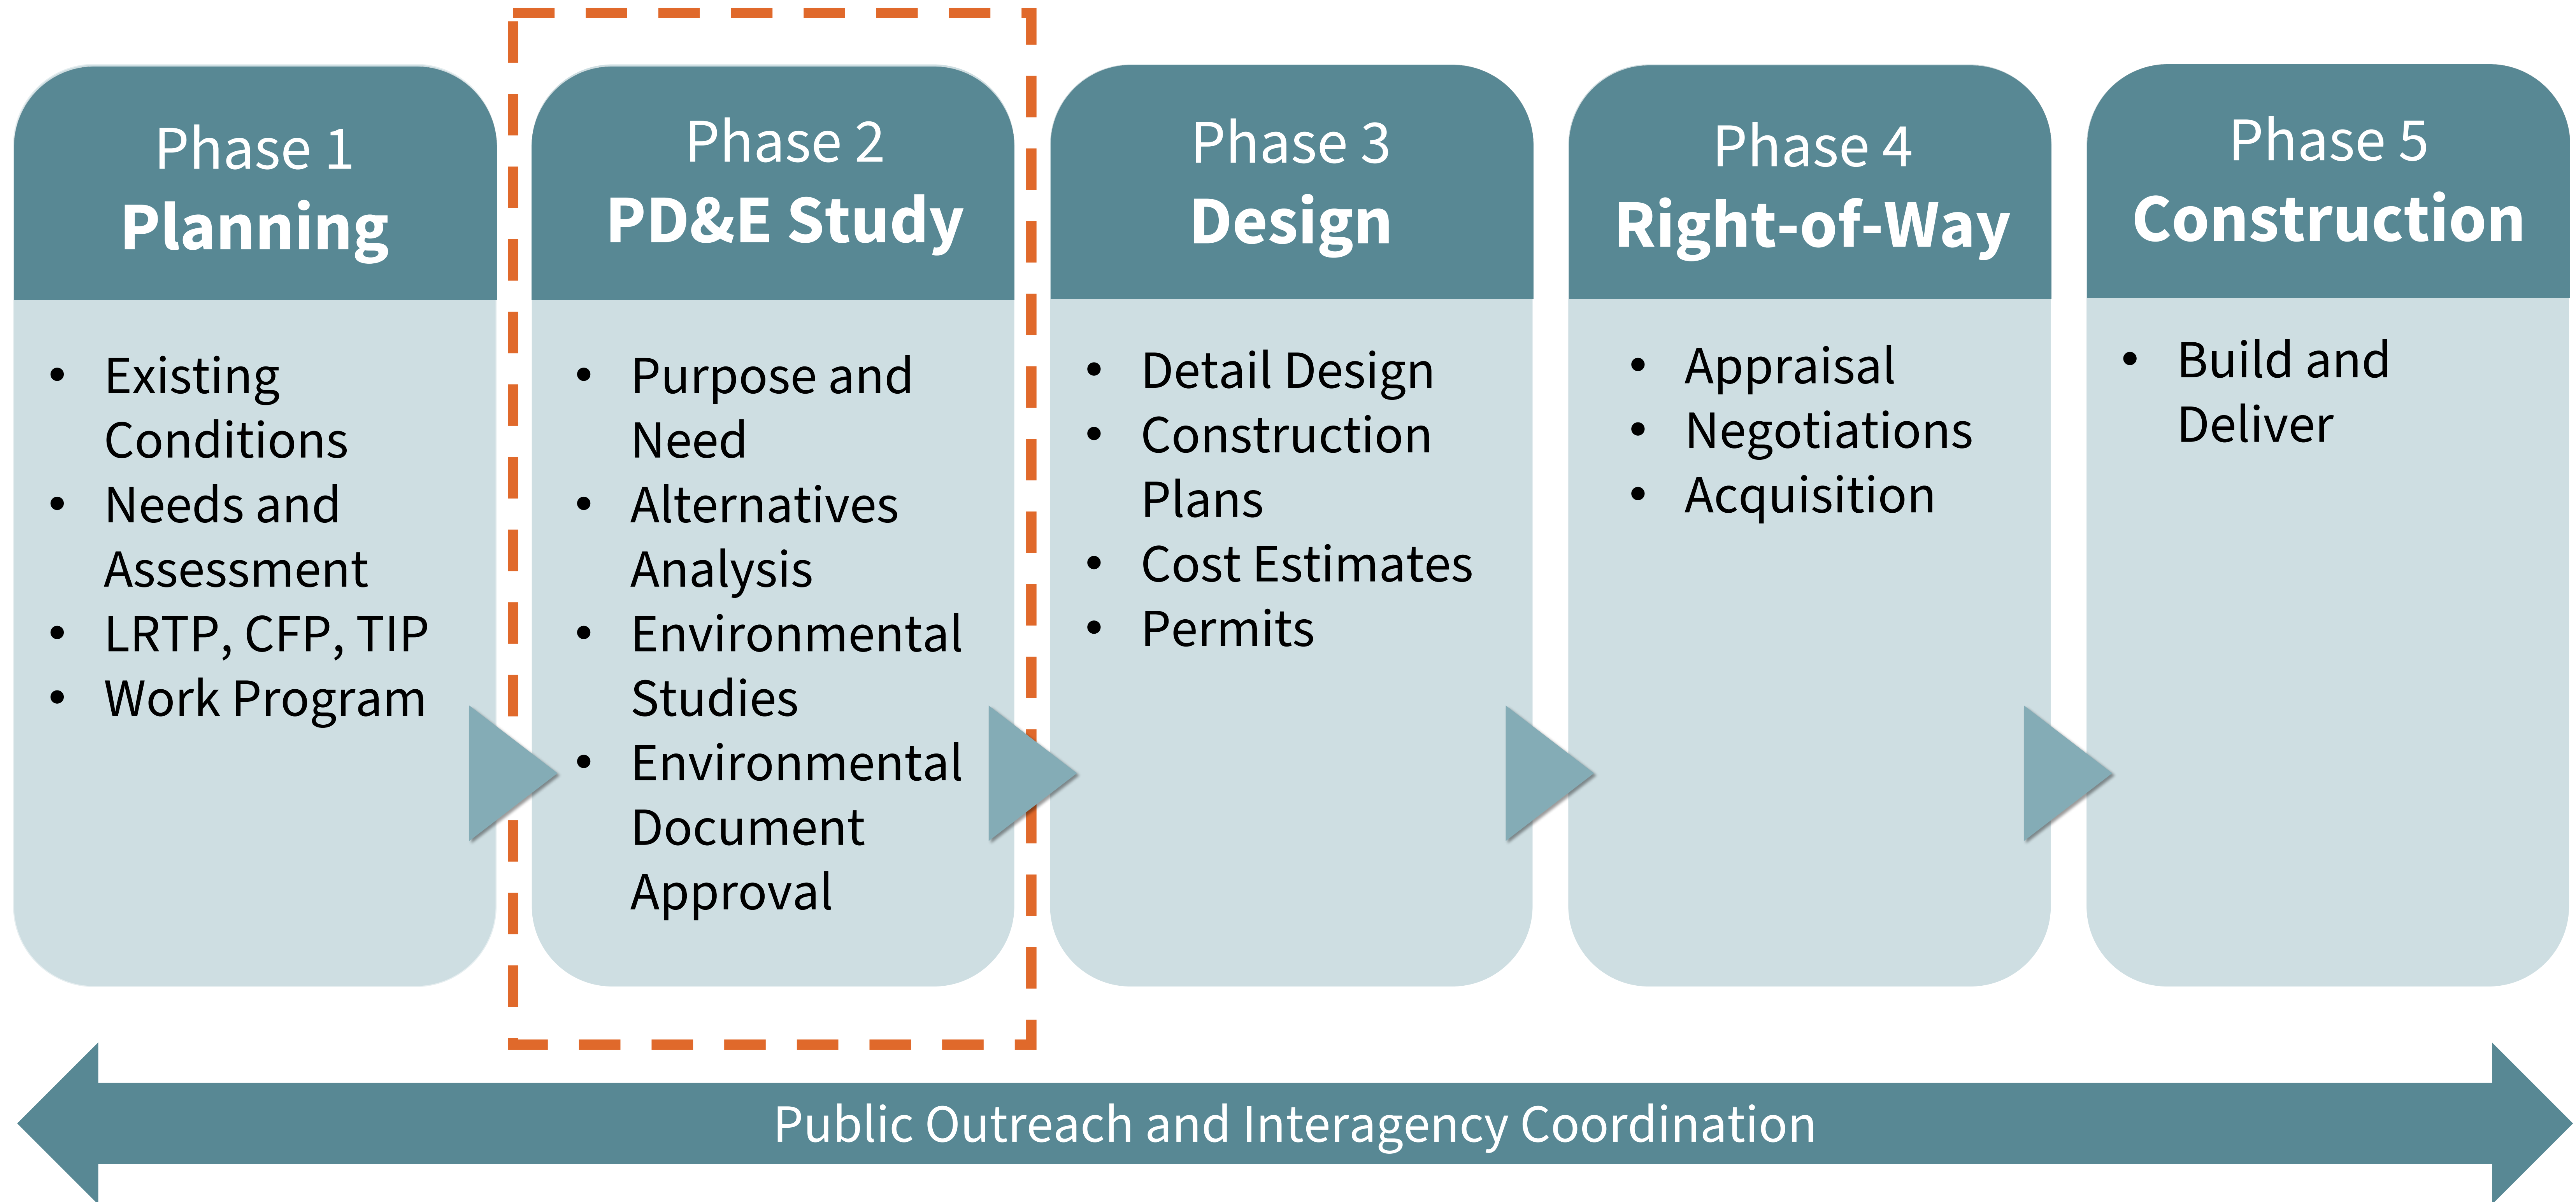 Phase 1
Planning
• Existing
Conditions
• Needs and
Assessment
• LRTP, CFP, TIP
• Work Program
Phase 2
PD&E Study
• Purpose and
Need
• Alternatives
Analysis
• Environmental
Studies
• Environmental
Document
Approval
Phase 3
Design
• Detail Design
• Construction
Plans
• Cost Estimates
• Permits
Phase 4
Right-of-Way
• Appraisal
• Negotiations
• Acquisition
Phase 5
Construction
• Build and
Deliver
Public Outreach and Interagency Coordination